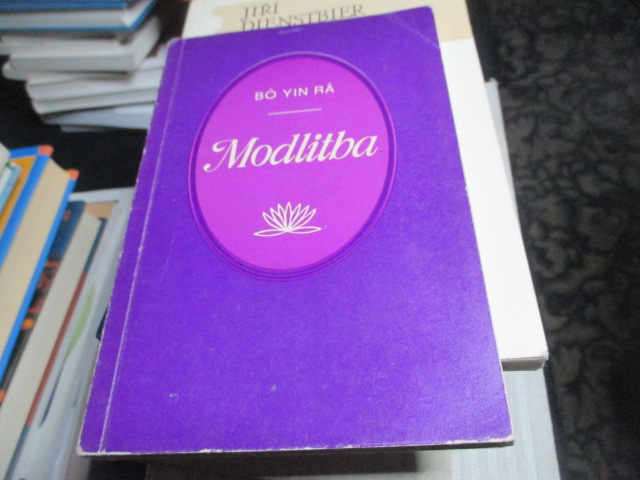 JIŘÍ
DIENSTBIER
BÔ YIN RÂ
Modlitba